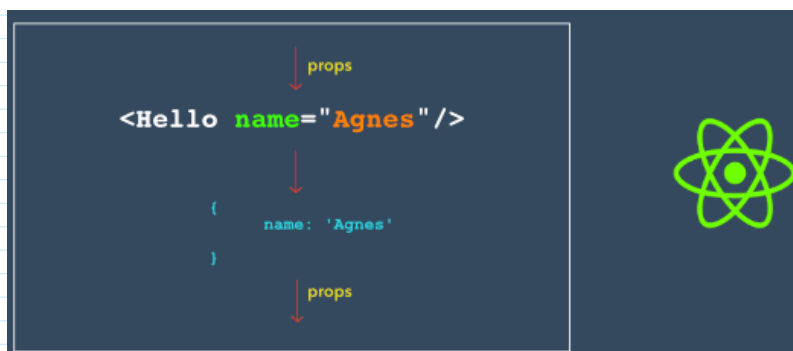 props
<Hello name="Agnes"/>
{
name: 'Agnes'
}
props